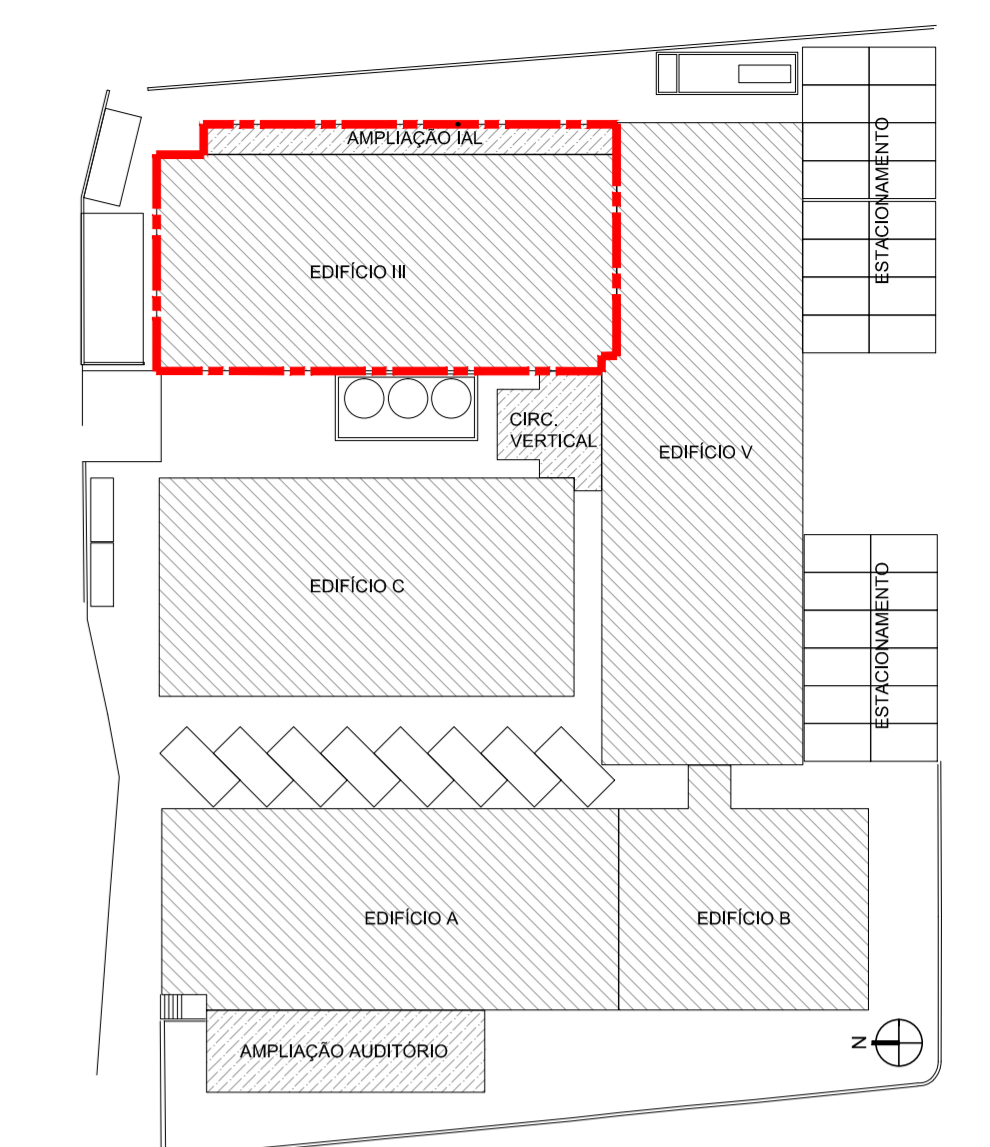 AMPLIAÇÃO IAL
ESTACIONAMENTO
EDIFÍCIO III
CIRC.
VERTICAL
EDIFÍCIO V
EDIFÍCIO C
ESTACIONAMENTO
EDIFÍCIO A
EDIFÍCIO B
AMPLIAÇÃO AUDITÓRIO
N